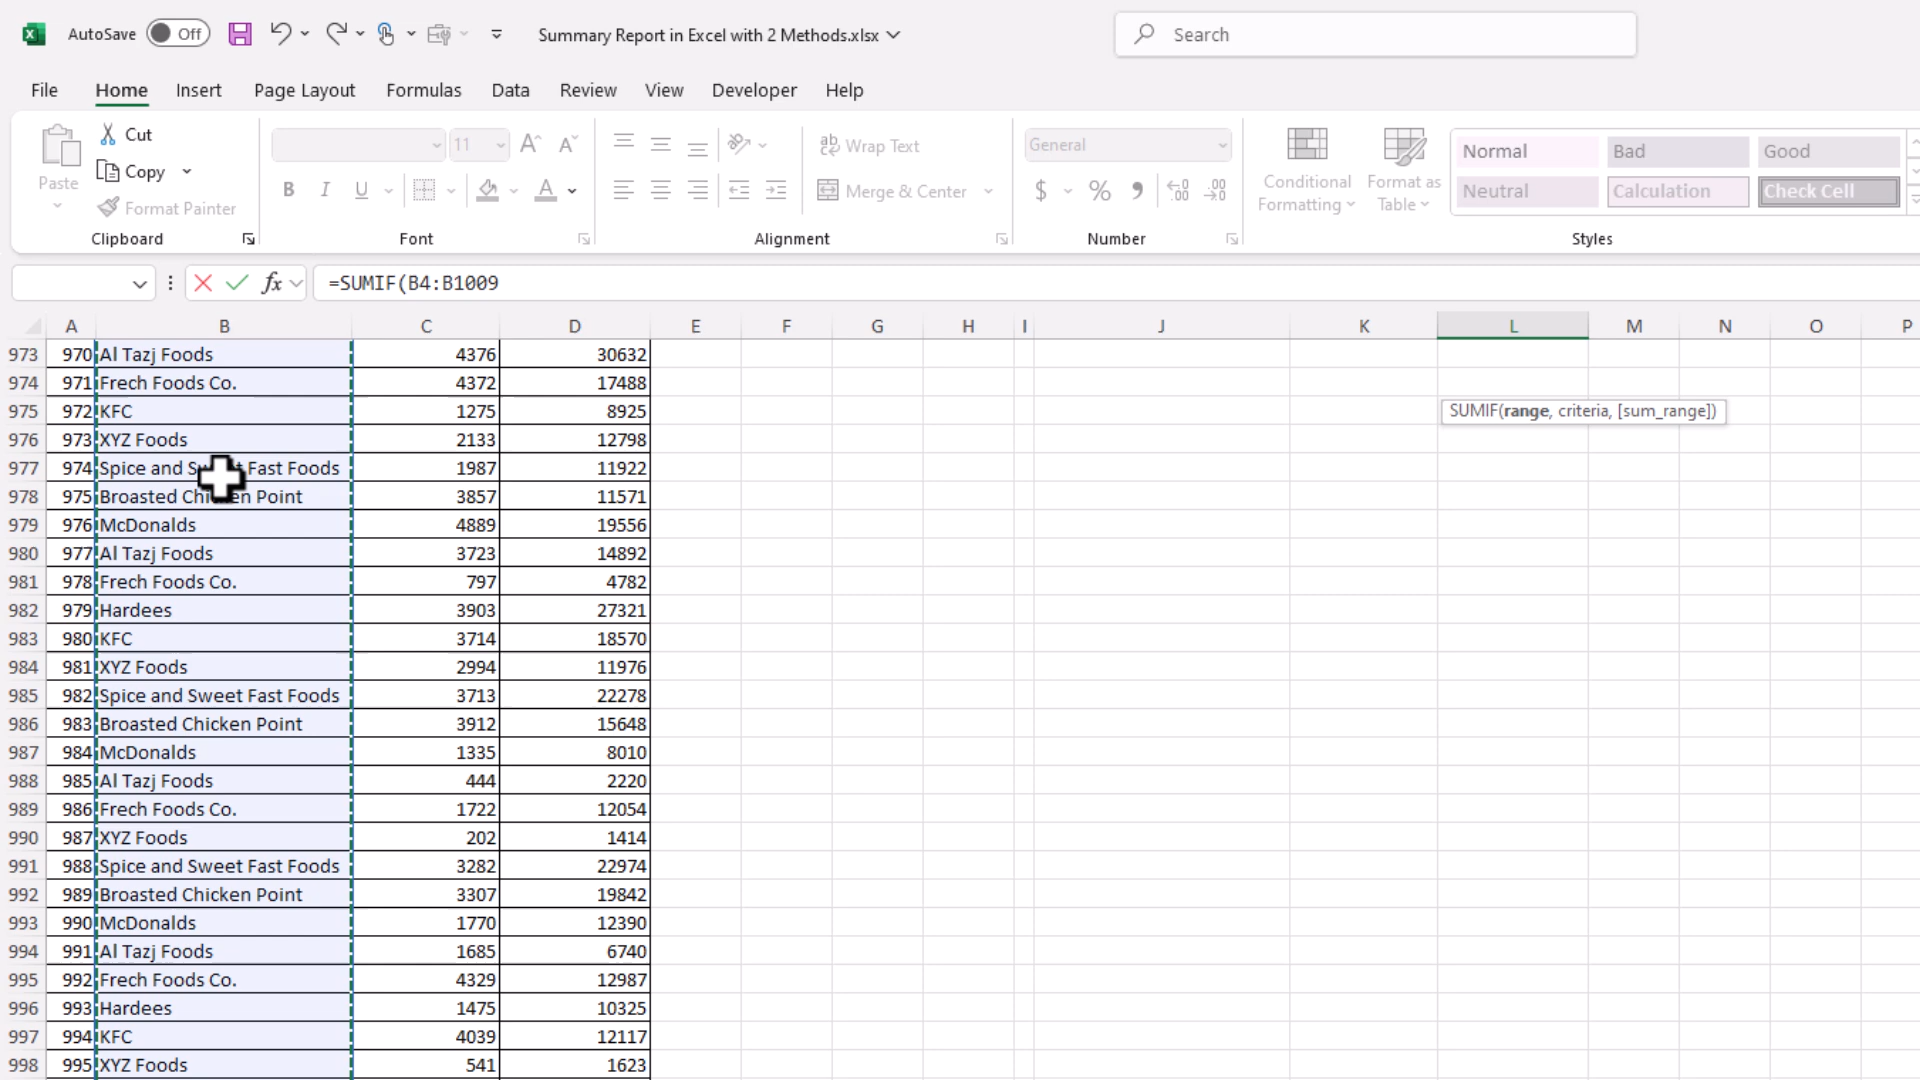 AutoSave Off Summary Report in Excel with 2 Methods.xlsx Search
File Home Insert Page Layout Formulas Data Review View Developer Help
Paste
Cut
Copy
Format Painter
Clipboard
11
B I U
Font
Wrap Text
Merge & Center
Alignment
General
$ % ,
Number
Conditional Formatting
Format as Table
Normal Bad Good
Neutral Calculation Check Cell
Styles
fx =SUMIF(B4:B1009
A B C D E F G H I J K L M N O P
973 970 Al Tazj Foods 4376 30632
974 971 Frech Foods Co. 4372 17488
975 972 KFC 1275 8925
SUMIF(range, criteria, [sum_range])
976 973 XYZ Foods 2133 12798
977 974 Spice and Sweet Fast Foods 1987 11922
978 975 Broasted Chicken Point 3857 11571
979 976 McDonalds 4889 19556
980 977 Al Tazj Foods 3723 14892
981 978 Frech Foods Co. 797 4782
982 979 Hardees 3903 27321
983 980 KFC 3714 18570
984 981 XYZ Foods 2994 11976
985 982 Spice and Sweet Fast Foods 3713 22278
986 983 Broasted Chicken Point 3912 15648
987 984 McDonalds 1335 8010
988 985 Al Tazj Foods 444 2220
989 986 Frech Foods Co. 1722 12054
990 987 XYZ Foods 202 1414
991 988 Spice and Sweet Fast Foods 3282 22974
992 989 Broasted Chicken Point 3307 19842
993 990 McDonalds 1770 12390
994 991 Al Tazj Foods 1685 6740
995 992 Frech Foods Co. 4329 12987
996 993 Hardees 1475 10325
997 994 KFC 4039 12117
998 995 XYZ Foods 541 1623